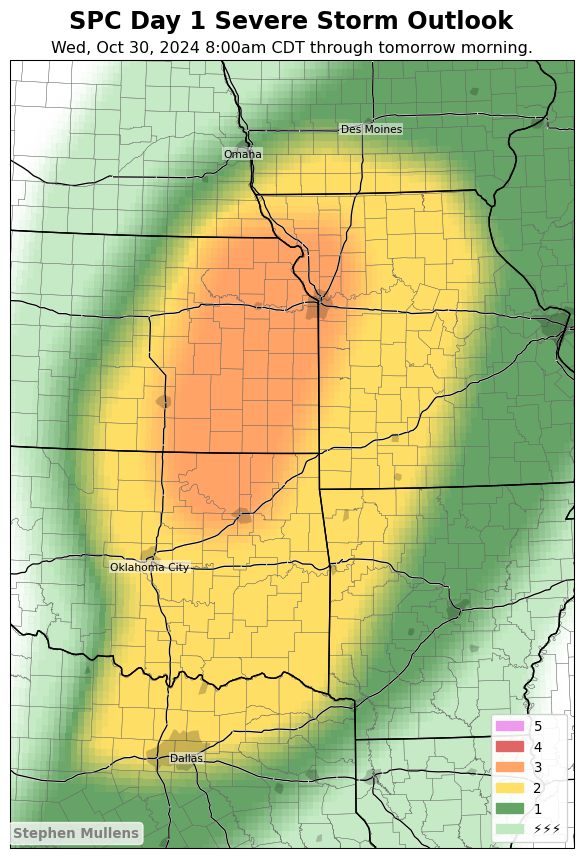 SPC Day 1 Severe Storm Outlook
Wed, Oct 30, 2024 8:00am CDT through tomorrow morning.
Des Moines
Omaha
Oklahoma City
Dallas
5
4
3
2
1
⚡⚡⚡
Stephen Mullens